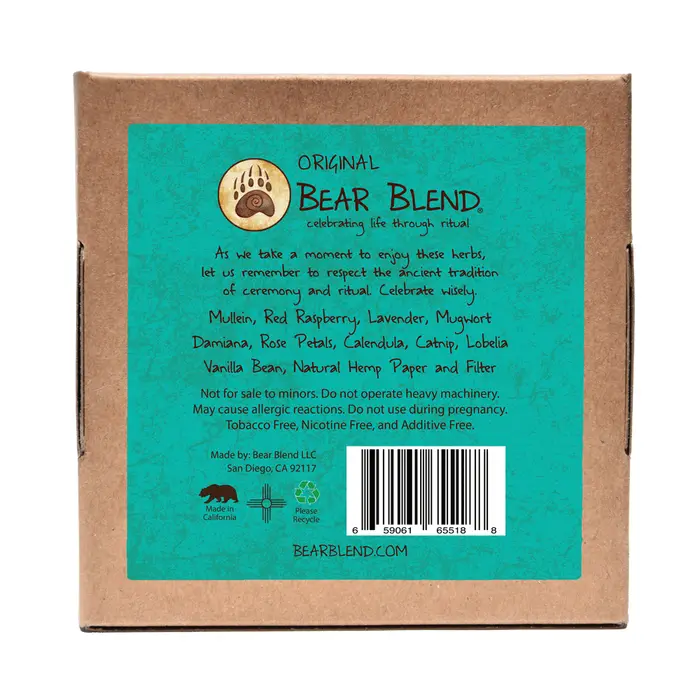 ORIGINAL
BEAR BLEND®
celebrating life through ritual
As we take a moment to enjoy these herbs,
let us remember to respect the ancient tradition
of ceremony and ritual. Celebrate wisely.
Mullein, Red Raspberry, Lavender, Mugwort
Damiana, Rose Petals, Calendula, Catnip, Lobelia
Vanilla Bean, Natural Hemp Paper and Filter
Not for sale to minors. Do not operate heavy machinery.
May cause allergic reactions. Do not use during pregnancy.
Tobacco Free, Nicotine Free, and Additive Free.
Made by: Bear Blend LLC
San Diego, CA 92117
Made in
California
Please
Recycle
6 59061 65518 8
BEARBLEND.COM